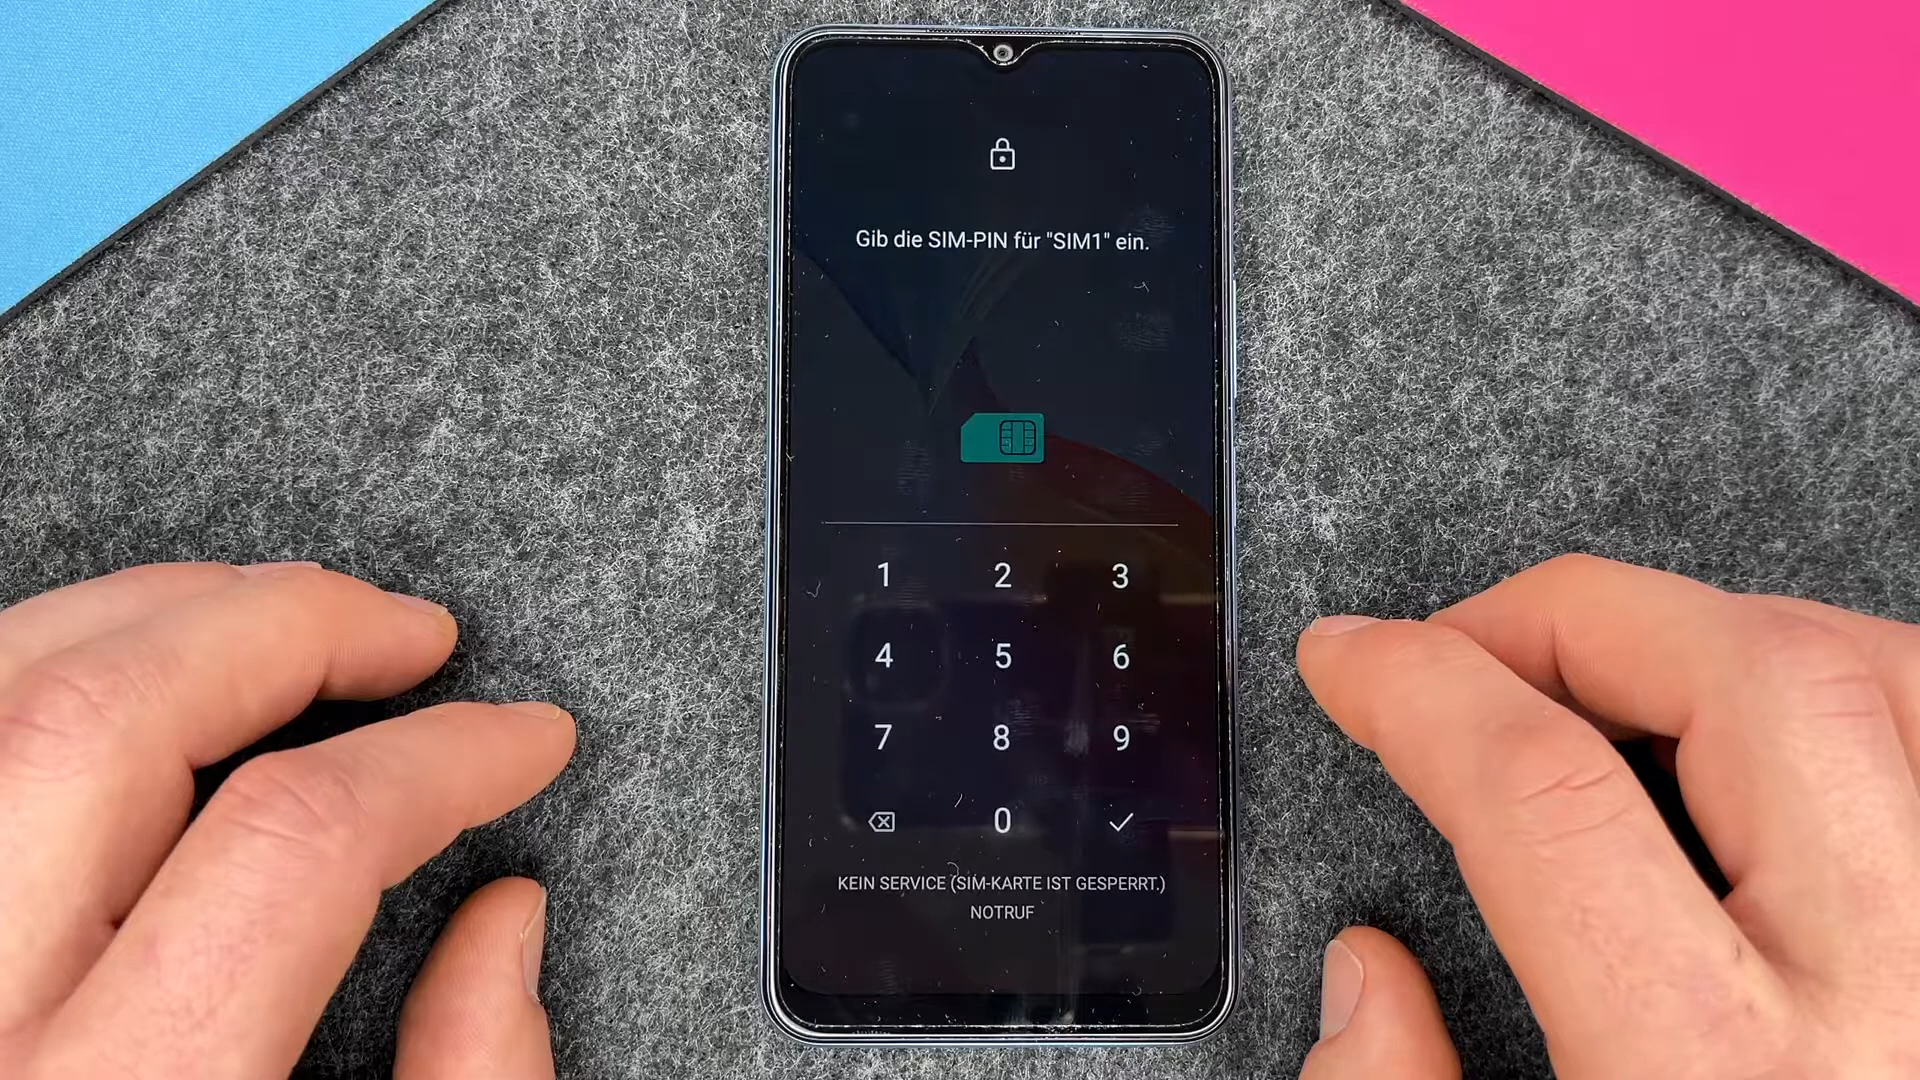 Gib die SIM-PIN für "SIM1" ein.
1 2 3
4 5 6
7 8 9
0
KEIN SERVICE (SIM-KARTE IST GESPERRT.)
NOTRUF